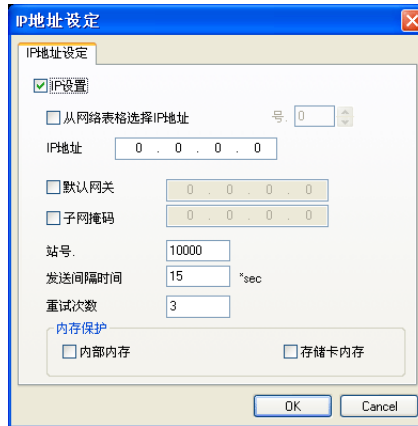 IP地址设定
IP地址设定
IP设置
从网络表格选择IP地址 号. 0
IP地址 0 . 0 . 0 . 0
默认网关 0 . 0 . 0 . 0
子网掩码 0 . 0 . 0 . 0
站号. 10000
发送间隔时间 15 *sec
重试次数 3
内存保护
内部内存 存储卡内存
OK Cancel